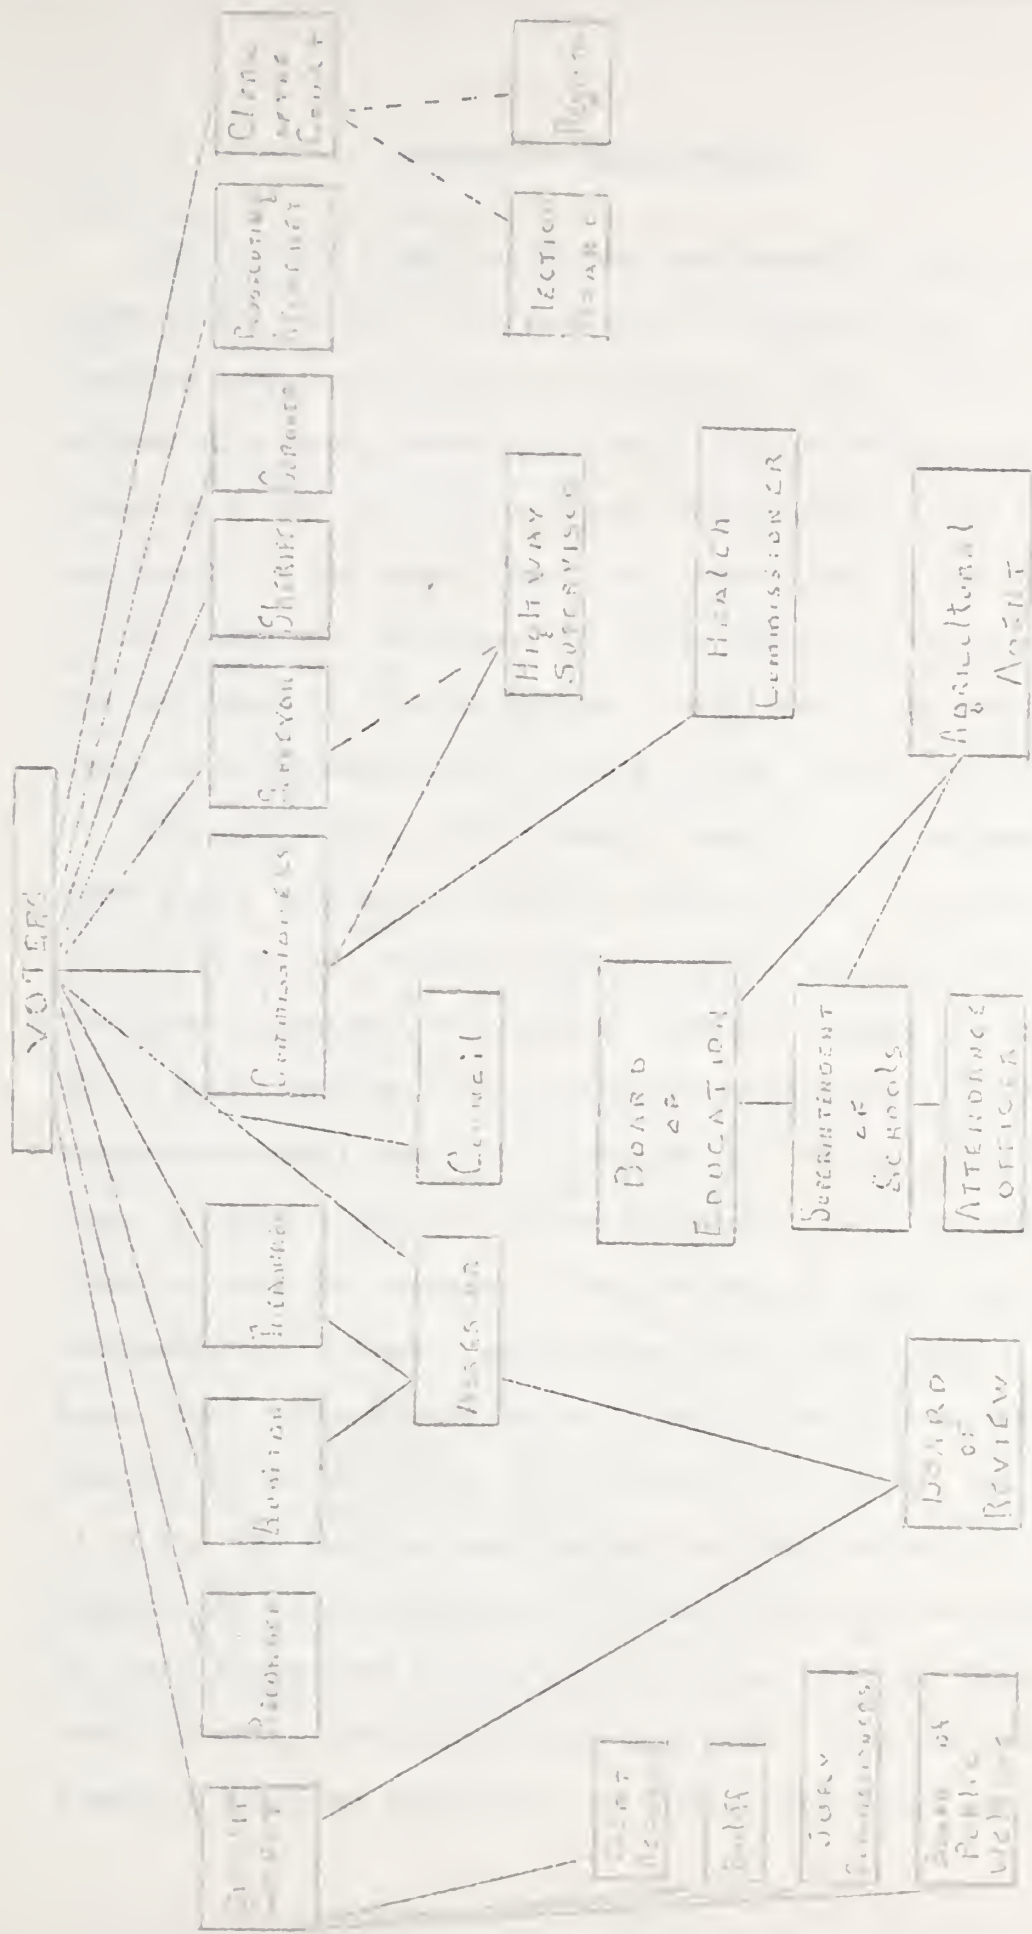 VOTERS
Recorder
Auditor
Treasurer
Commissioners
Surveyor
Sheriff
Coroner
Prosecuting
Attorney
Clerk
of the
Court
Assessor
Council
Highway
Supervisor
Election
Board
Health
Commissioner
Court
Bailiff
Jury
Commissioners
Board of
Public
Welfare
Board
of
Review
Board
of
Education
Superintendent
of
Schools
Attendance
Officer
Agricultural
Agent